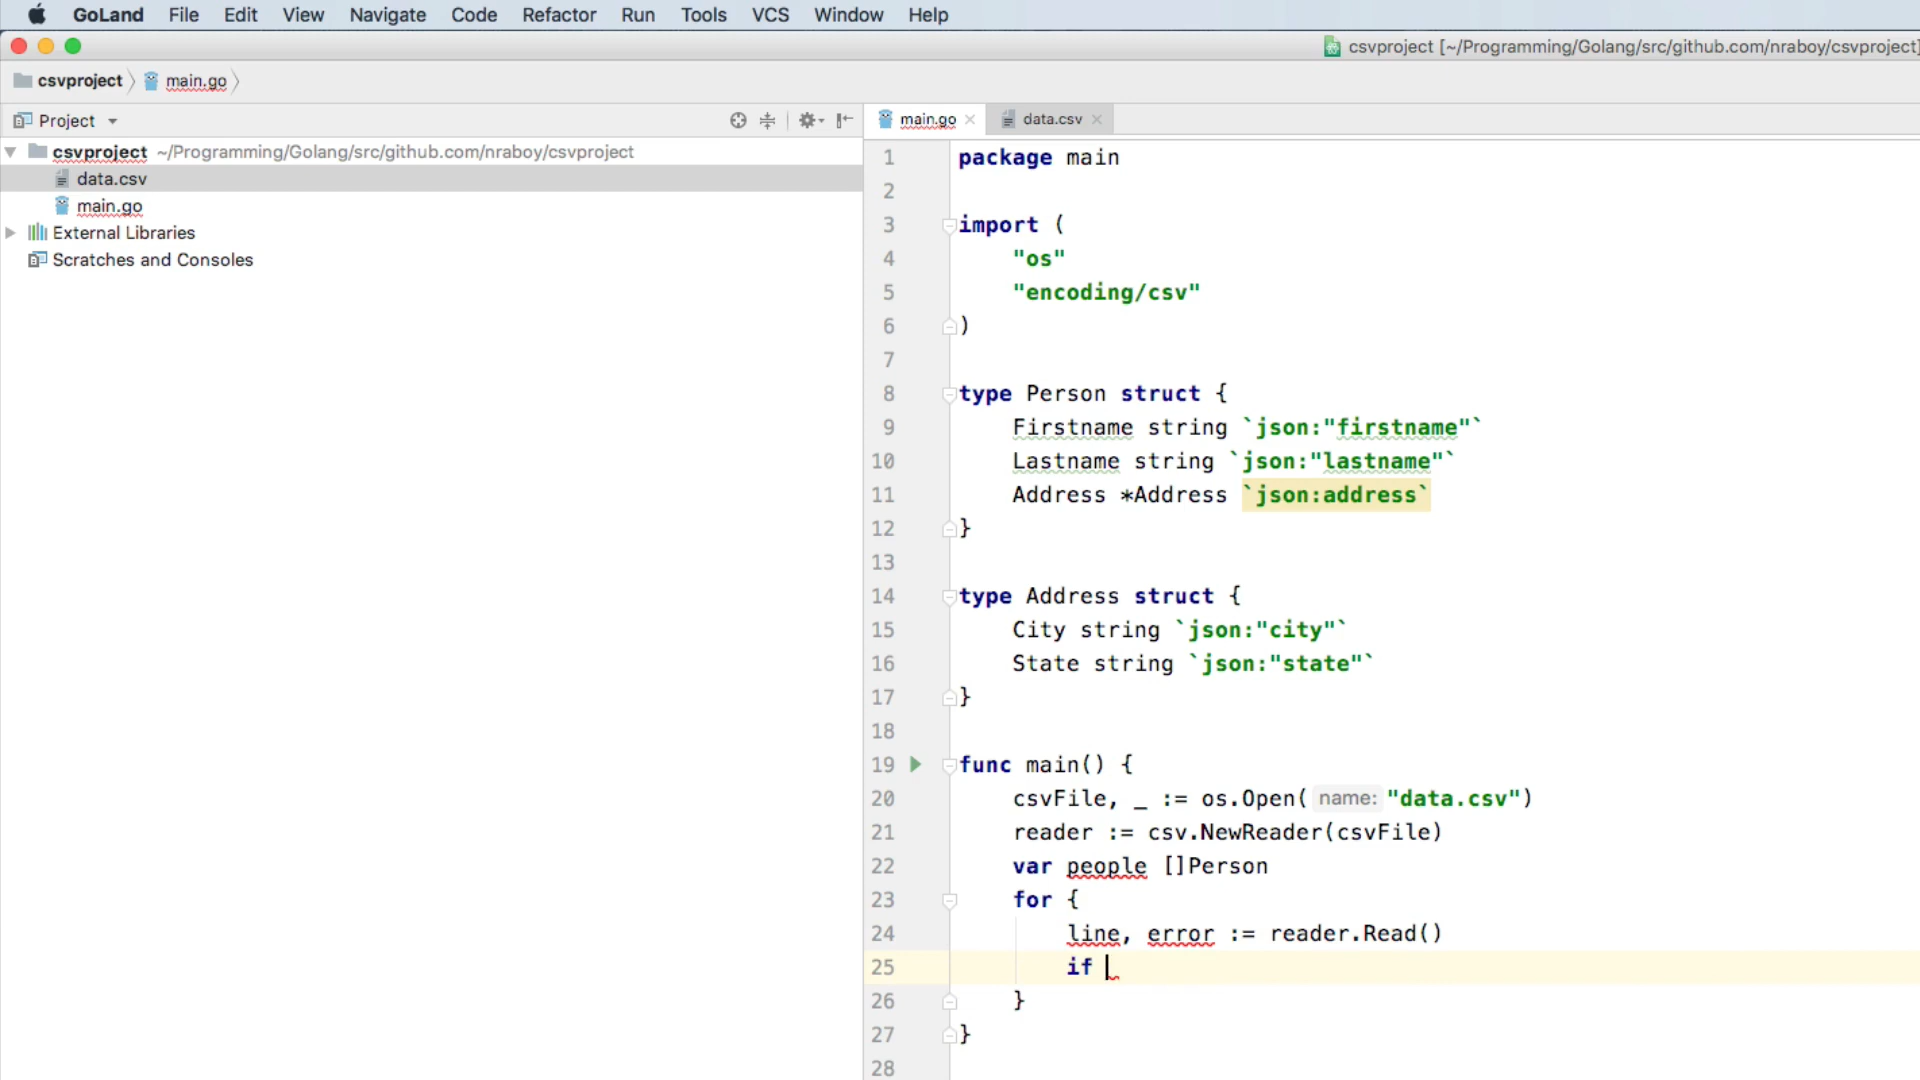 GoLand File Edit View Navigate Code Refactor Run Tools VCS Window Help
csvproject [~/Programming/Golang/src/github.com/nraboy/csvproject]
csvproject main.go
Project
main.go data.csv
csvproject ~/Programming/Golang/src/github.com/nraboy/csvproject
data.csv
main.go
External Libraries
Scratches and Consoles
1 package main
2
3 import (
4 "os"
5 "encoding/csv"
6 )
7
8 type Person struct {
9 Firstname string `json:"firstname"`
10 Lastname string `json:"lastname"`
11 Address *Address `json:address`
12 }
13
14 type Address struct {
15 City string `json:"city"`
16 State string `json:"state"`
17 }
18
19 func main() {
20 csvFile, _ := os.Open( name: "data.csv")
21 reader := csv.NewReader(csvFile)
22 var people []Person
23 for {
24 line, error := reader.Read()
25 if
26 }
27 }
28